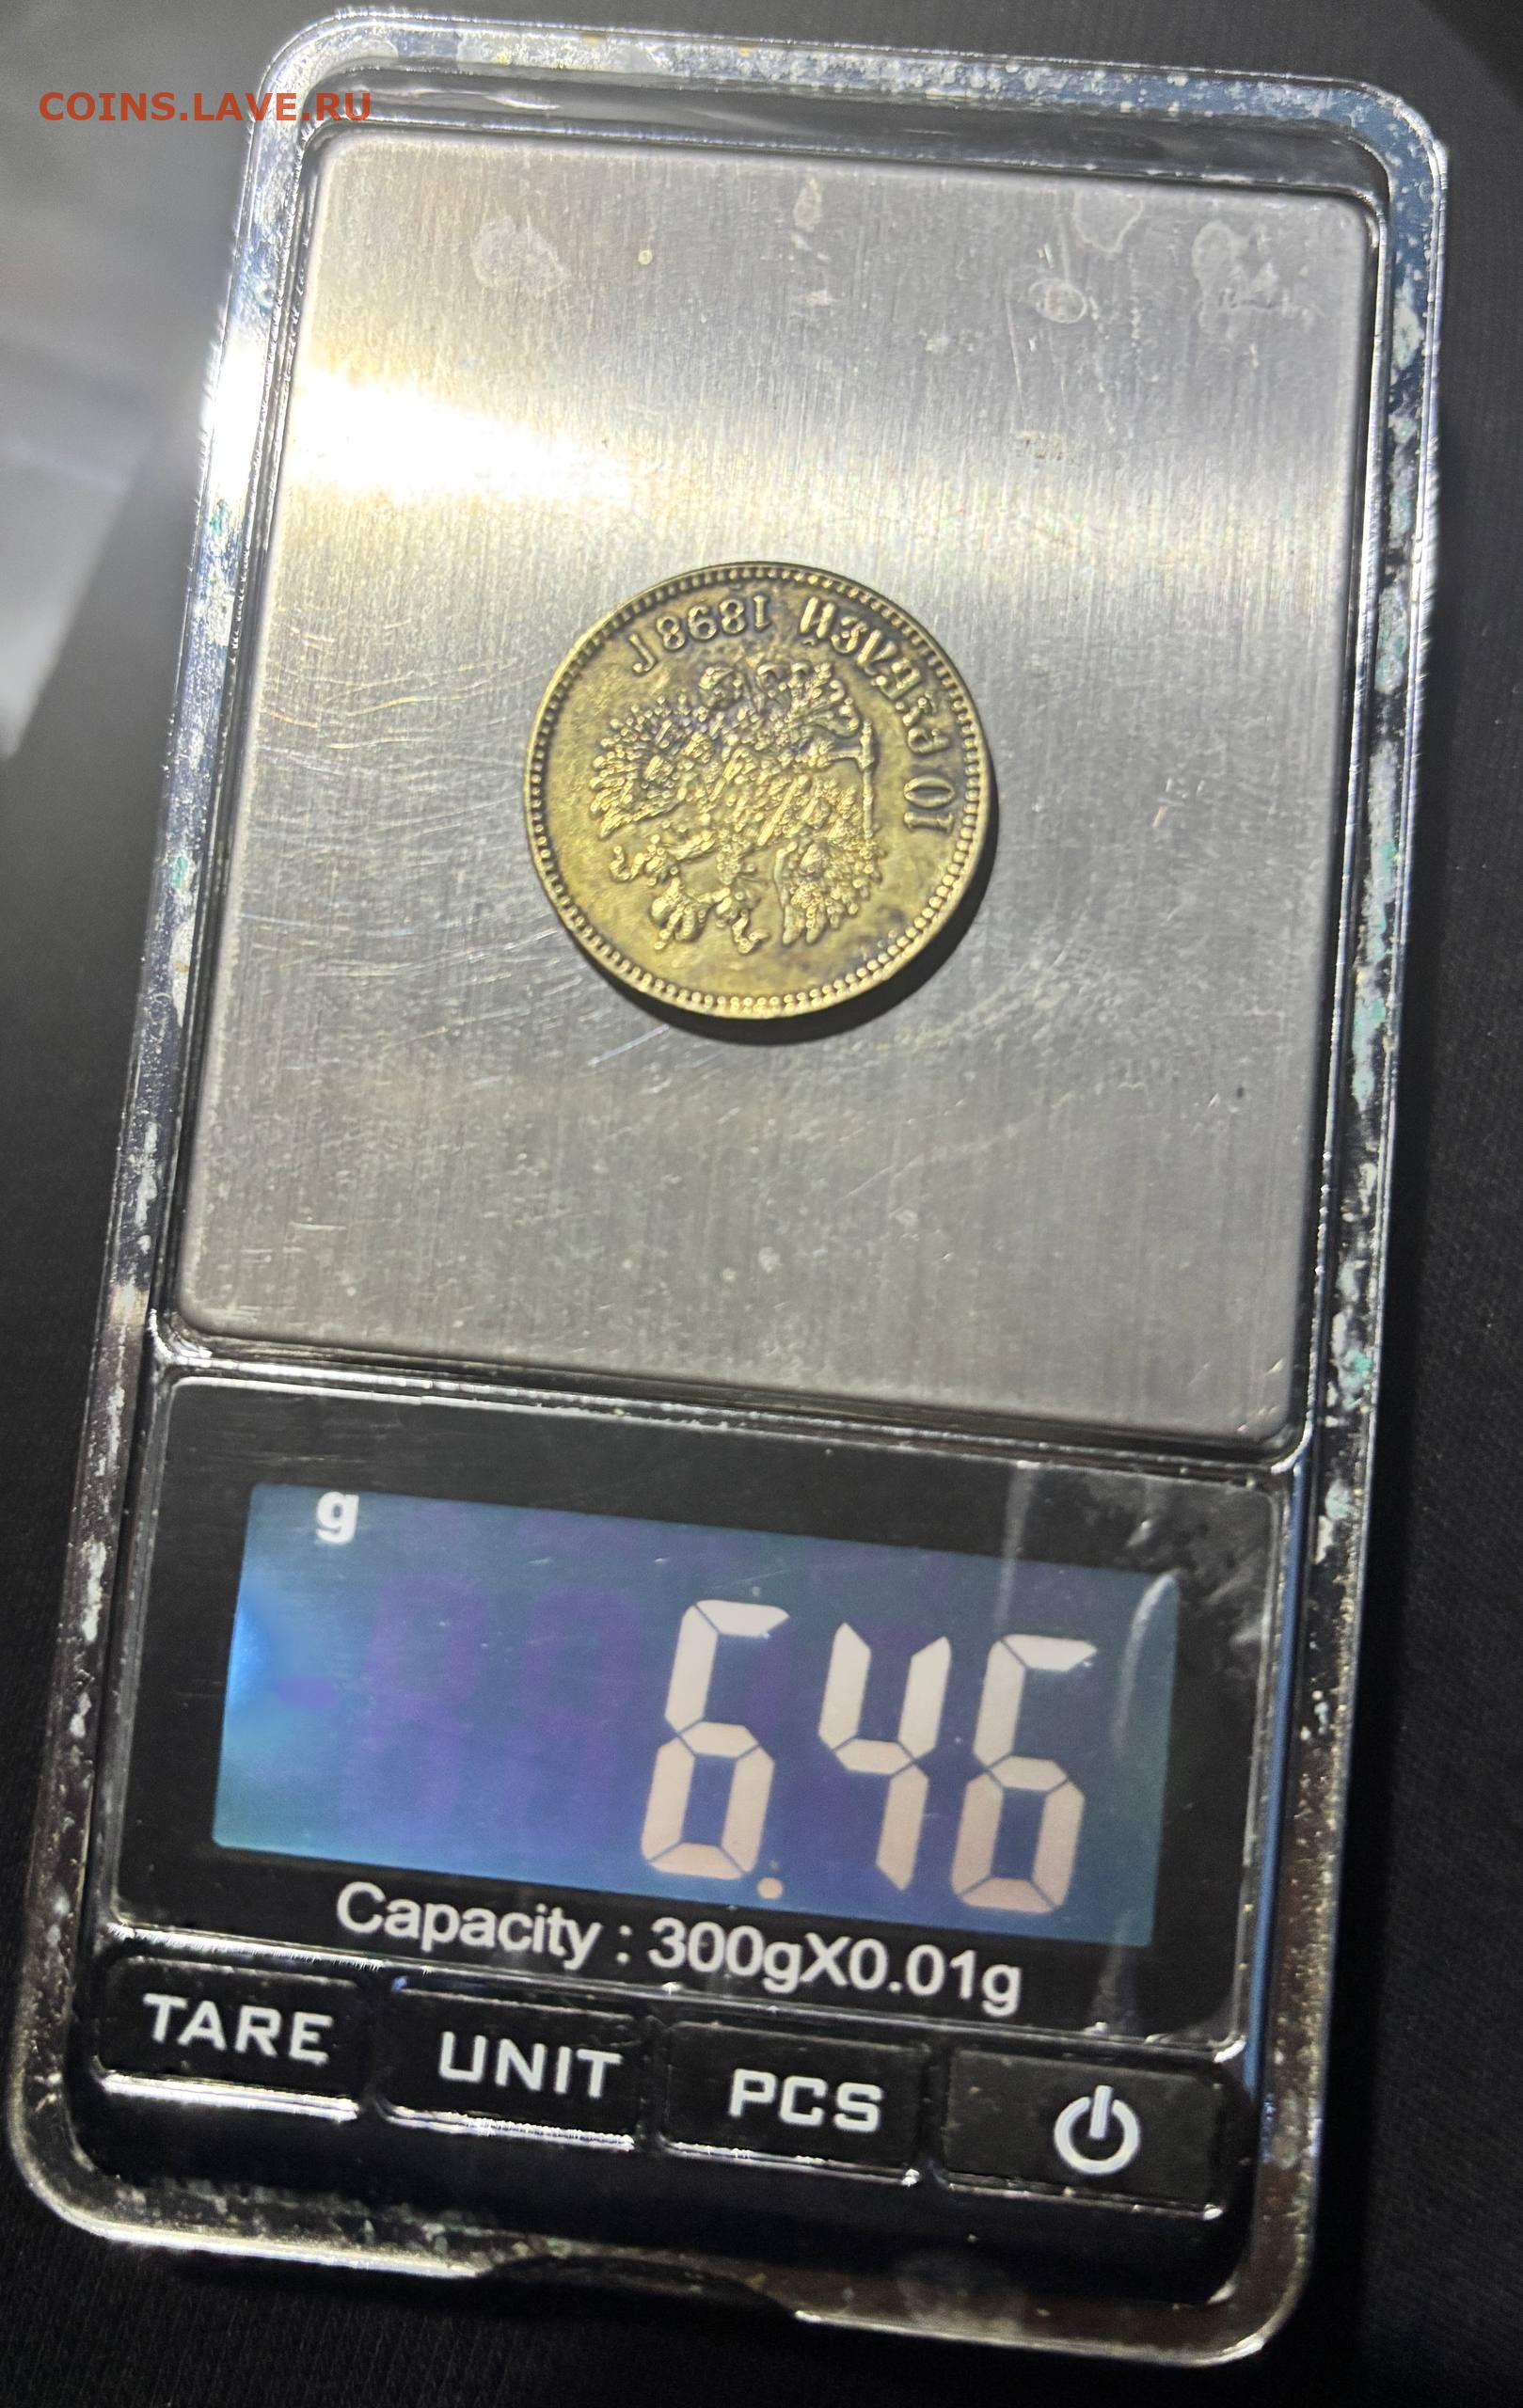 COINS.LAVE.RU
10 РУБЛЕЙ 1898 Г
g
6.46
Capacity : 300gX0.01g
TARE UNIT PCS